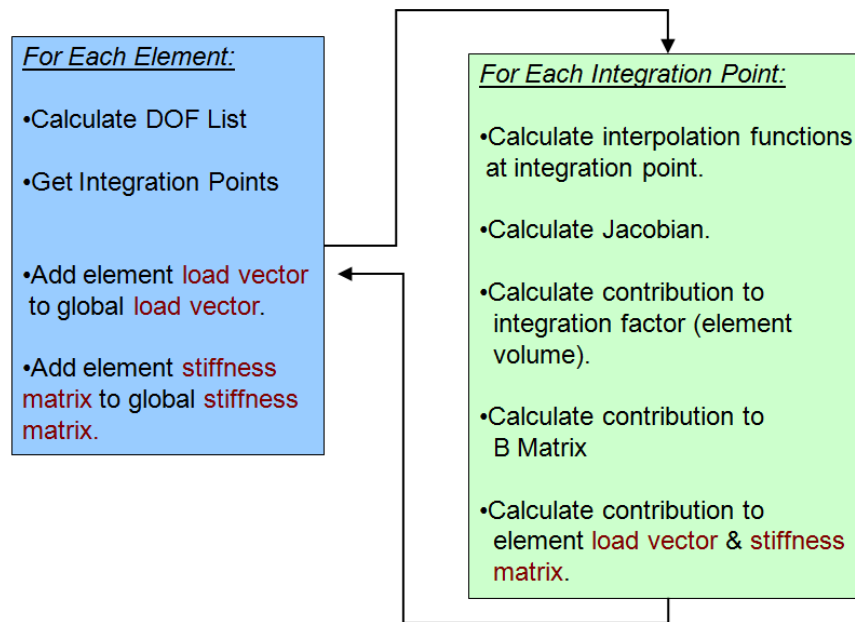 For Each Element:
•Calculate DOF List
•Get Integration Points
•Add element load vector
to global load vector.
•Add element stiffness
matrix to global stiffness
matrix.
For Each Integration Point:
•Calculate interpolation functions
at integration point.
•Calculate Jacobian.
•Calculate contribution to
integration factor (element
volume).
•Calculate contribution to
B Matrix
•Calculate contribution to
element load vector & stiffness
matrix.